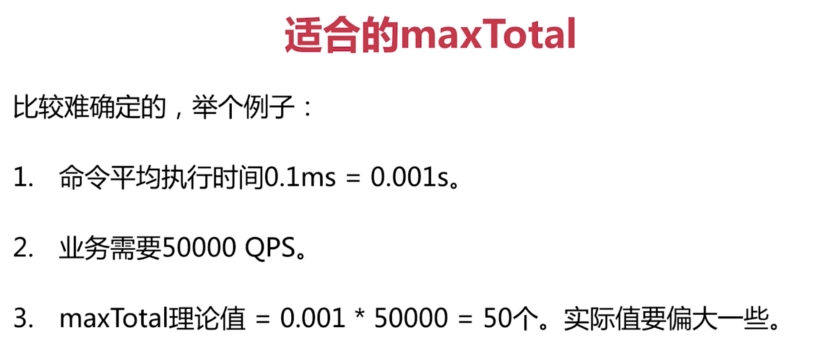 适合的maxTotal
比较难确定的，举个例子：
1. 命令平均执行时间0.1ms = 0.001s。
2. 业务需要50000 QPS。
3. maxTotal理论值 = 0.001 * 50000 = 50个。实际值要偏大一些。